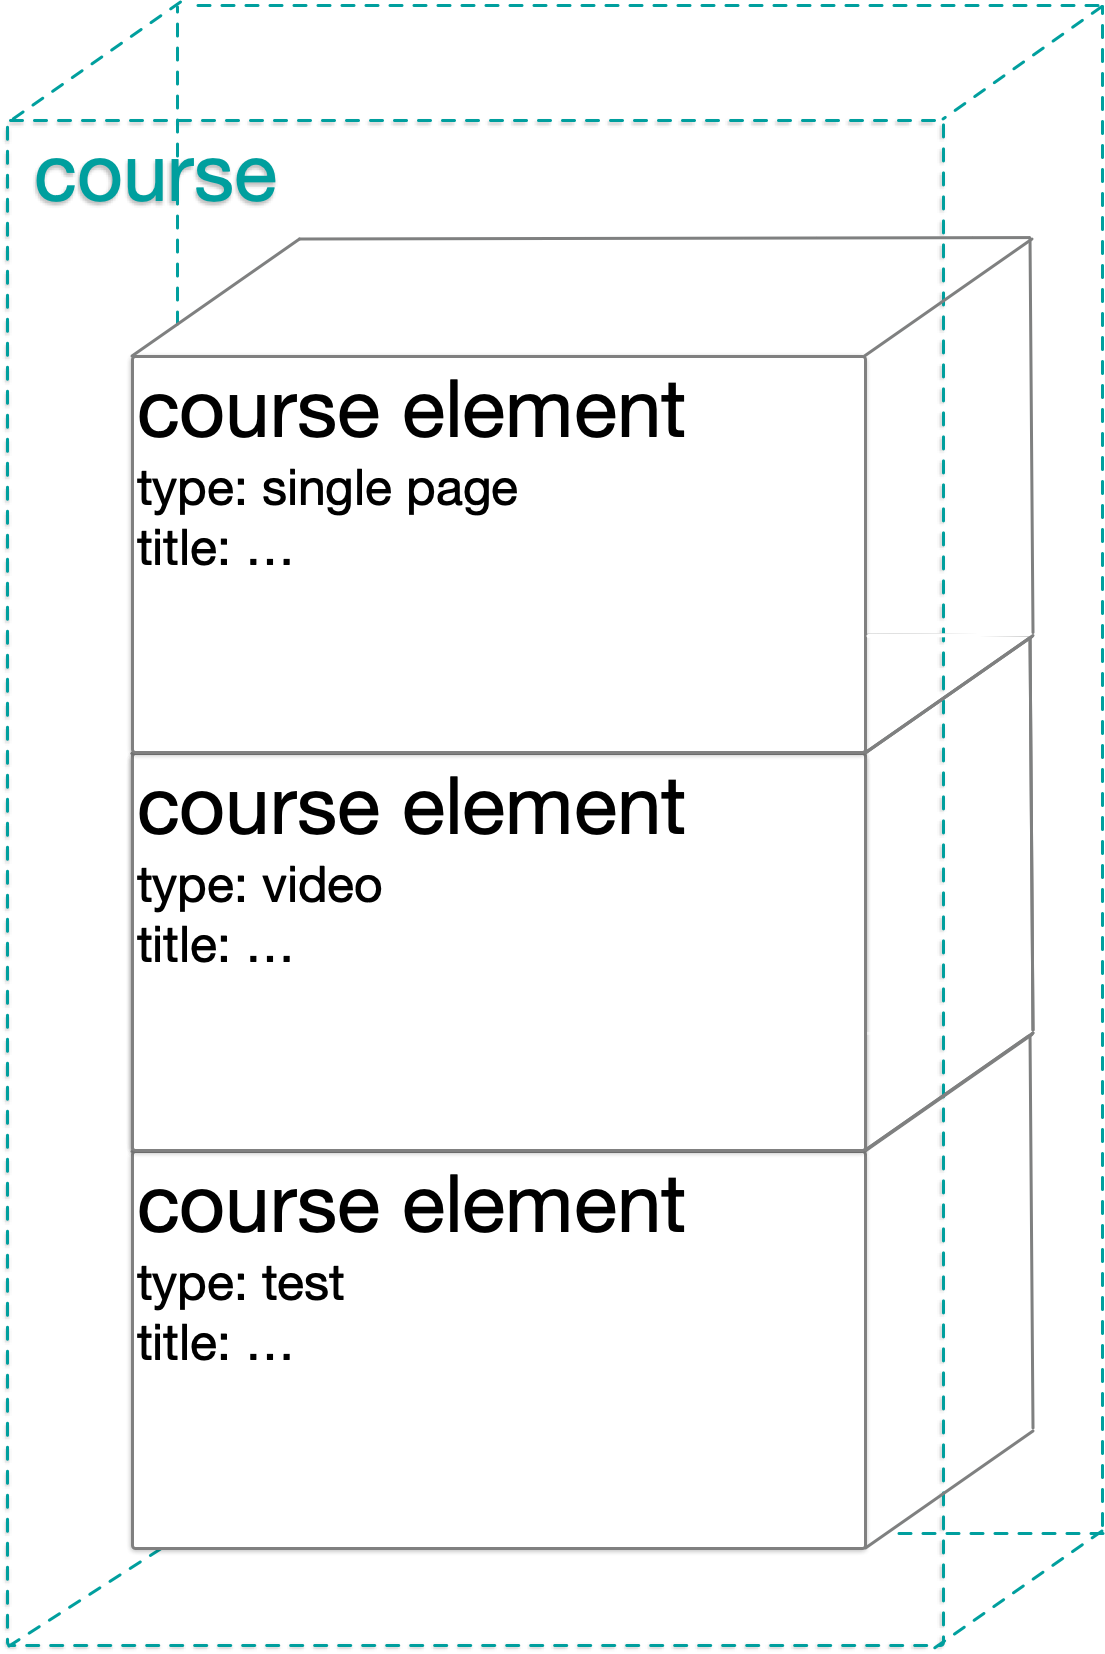 course
course element
type: single page
title: …
course element
type: video
title: …
course element
type: test
title: …